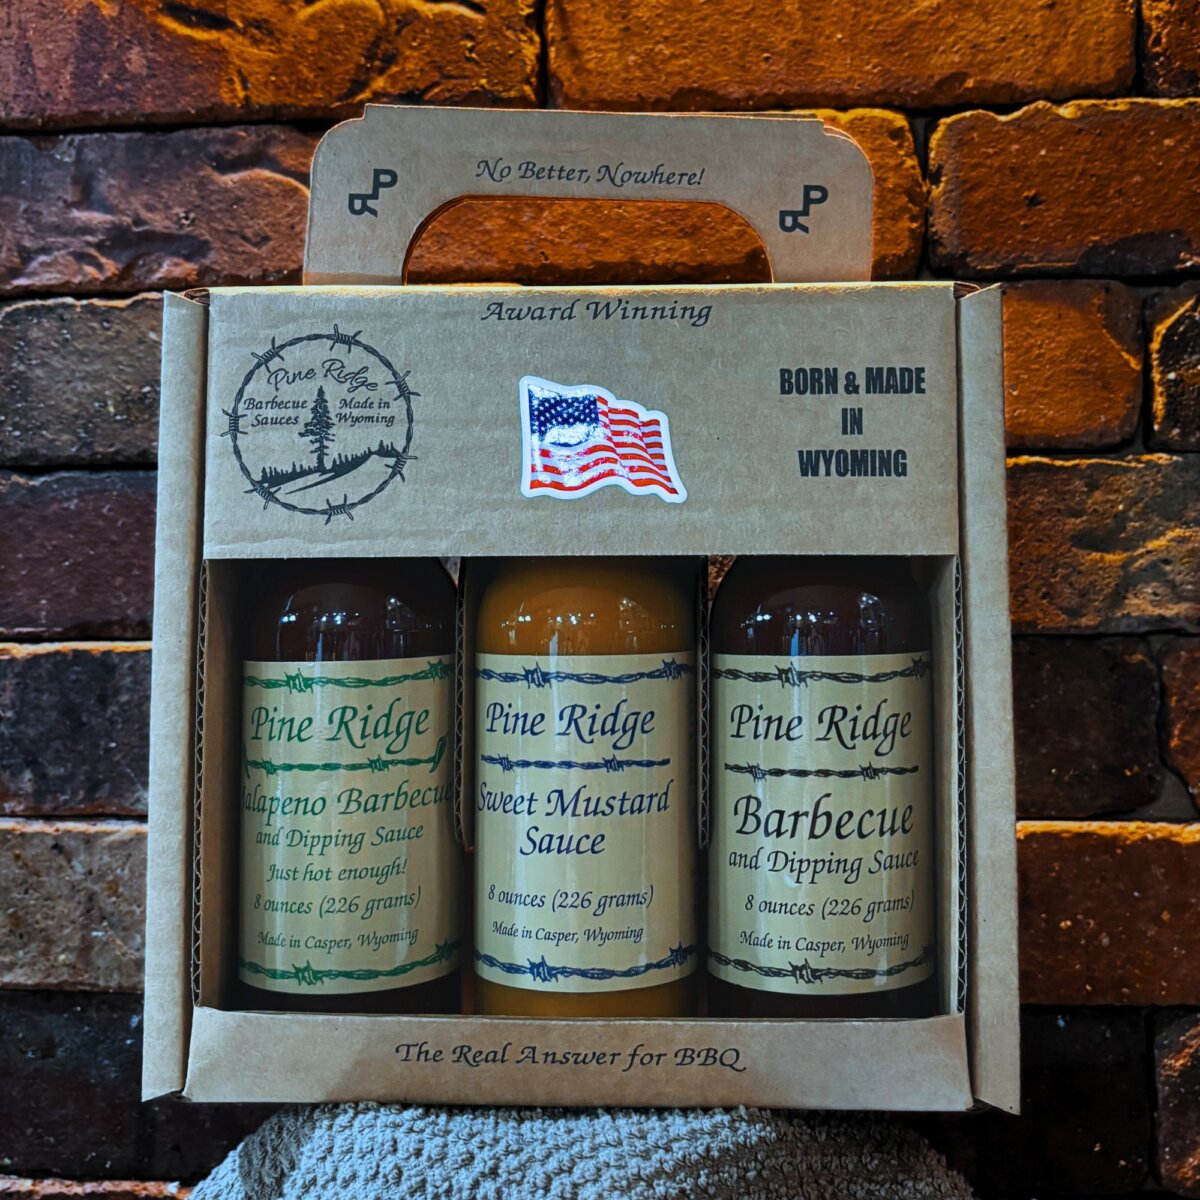 No Better, Nowhere!
RP
RP
Award Winning
Pine Ridge
Barbecue Made in
Sauces Wyoming
BORN & MADE
IN
WYOMING
Pine Ridge
alapeno Barbecue
and Dipping Sauce
Just hot enough!
8 ounces (226 grams)
Made in Casper, Wyoming
Pine Ridge
Sweet Mustard
Sauce
8 ounces (226 grams)
Made in Casper, Wyoming
Pine Ridge
Barbecue
and Dipping Sauce
8 ounces (226 grams)
Made in Casper, Wyoming
The Real Answer for BBQ